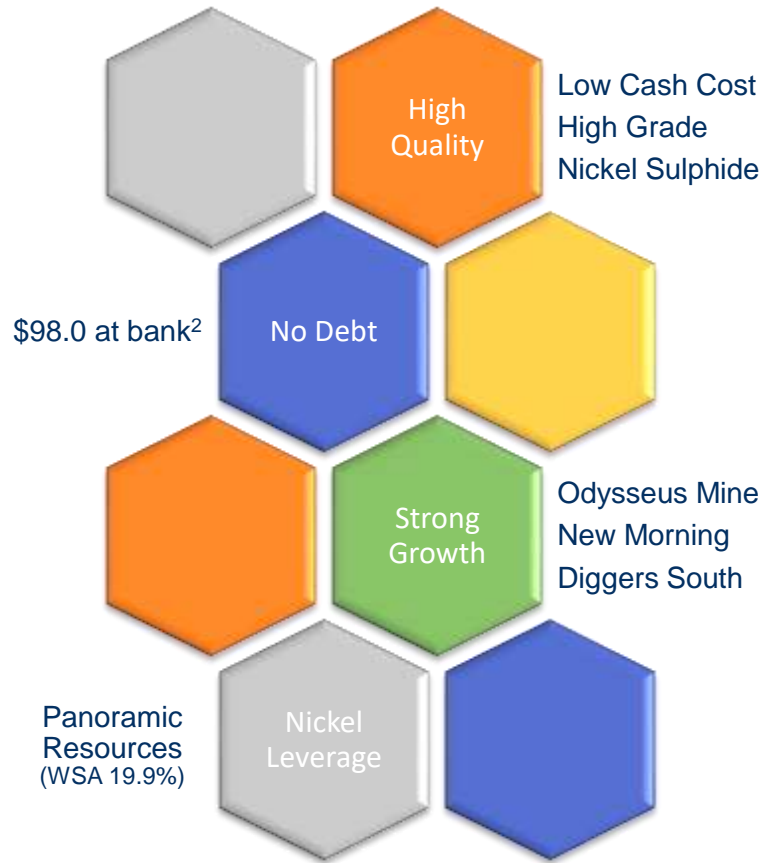 High
Quality
Low Cash Cost
High Grade
Nickel Sulphide
$98.0 at bank²
No Debt
Strong
Growth
Odysseus Mine
New Morning
Diggers South
Panoramic
Resources
(WSA 19.9%)
Nickel
Leverage